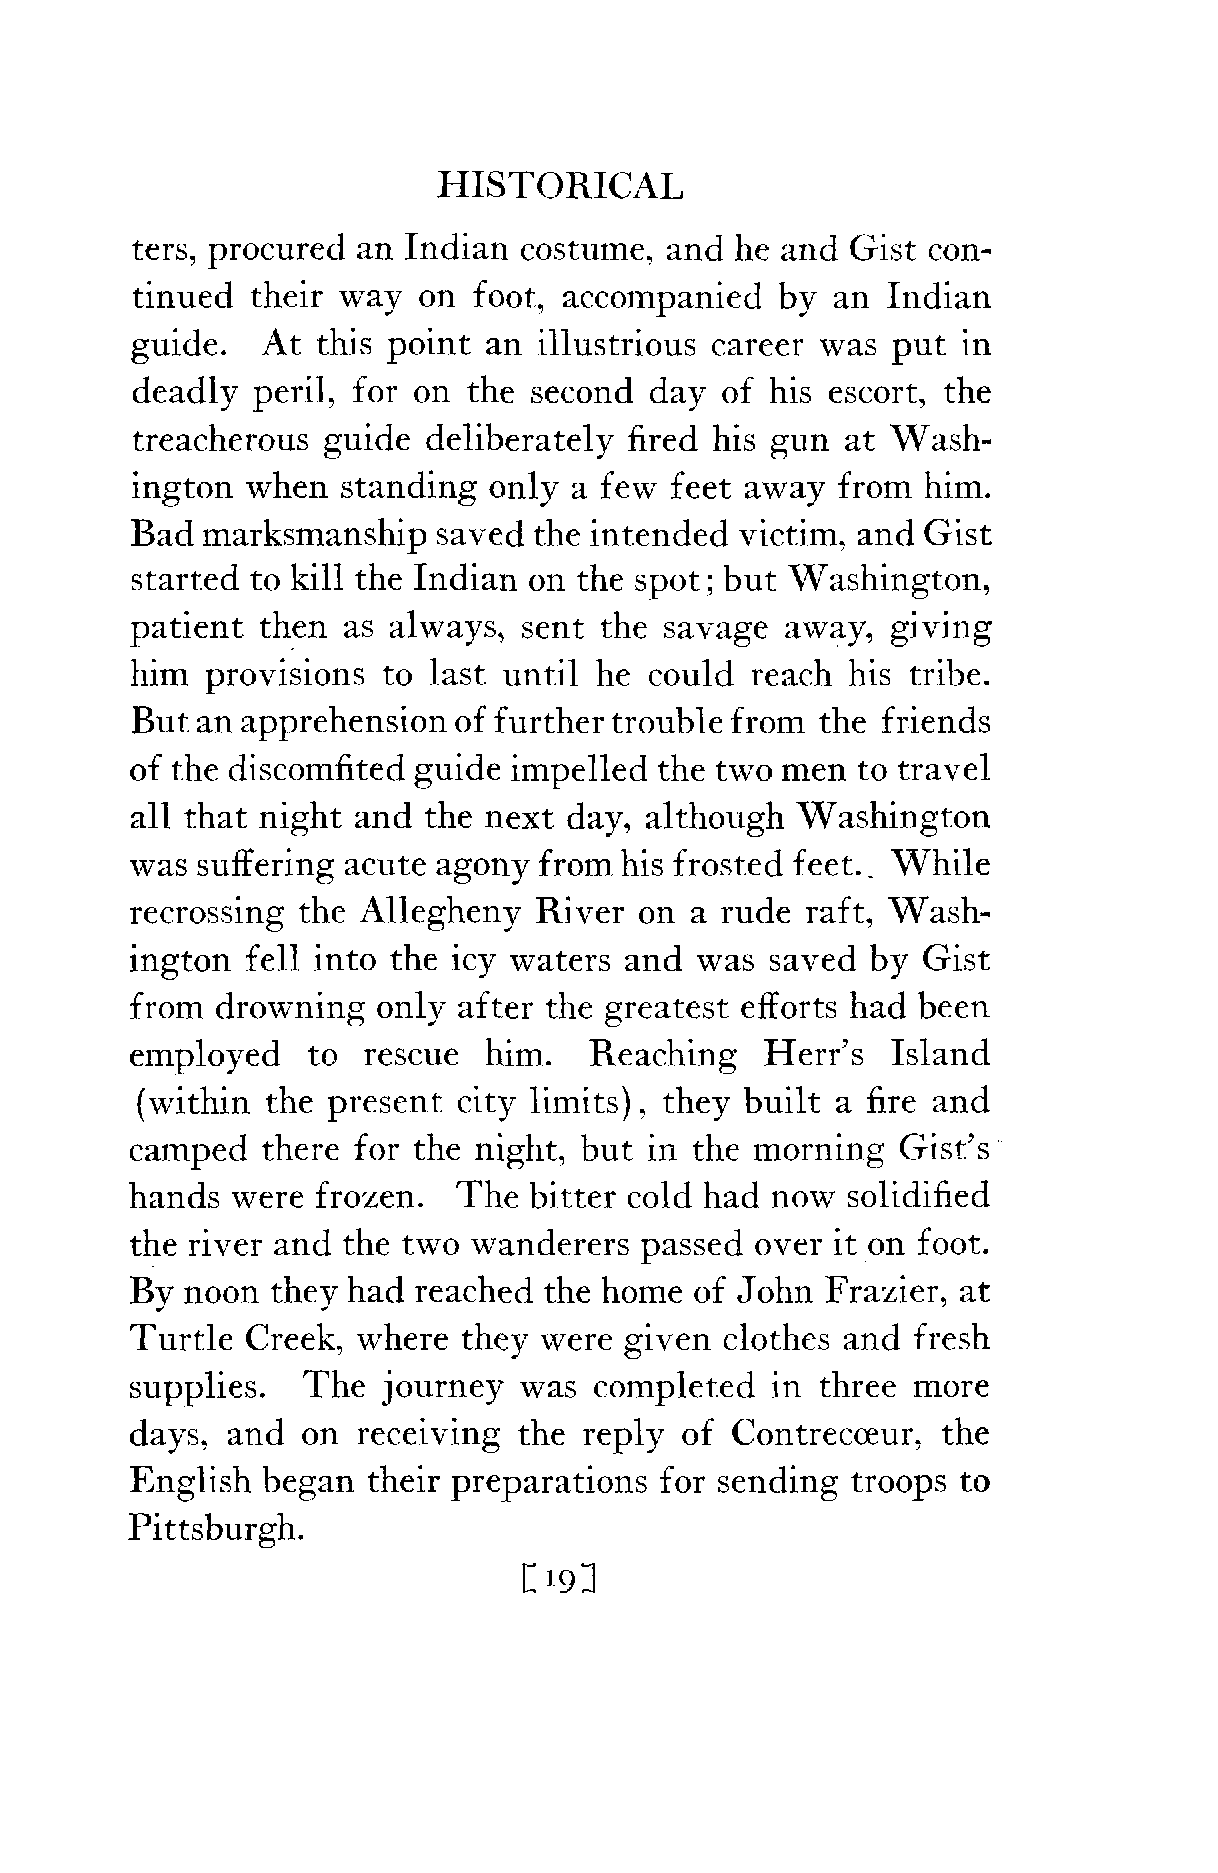 HISTORICAL
ters, procured an Indian costume, and he and Gist con-
tinued their way on foot, accompanied by an Indian
guide. At this point an illustrious career was put in
deadly peril, for on the second day of his escort, the
treacherous guide deliberately fired his gun at Wash-
ington when standing only a few feet away from him.
Bad marksmanship saved the intended victim, and Gist
started to kill the Indian on the spot; but Washington,
patient then as always, sent the savage away, giving
him provisions to last until he could reach his tribe.
But an apprehension of further trouble from the friends
of the discomfited guide impelled the two men to travel
all that night and the next day, although Washington
was suffering acute agony from his frosted feet. While
recrossing the Allegheny River on a rude raft, Wash-
ington fell into the icy waters and was saved by Gist
from drowning only after the greatest efforts had been
employed to rescue him. Reaching Herr's Island
(within the present city limits), they built a fire and
camped there for the night, but in the morning Gist's
hands were frozen. The bitter cold had now solidified
the river and the two wanderers passed over it on foot.
By noon they had reached the home of John Frazier, at
Turtle Creek, where they were given clothes and fresh
supplies. The journey was completed in three more
days, and on receiving the reply of Contrecœur, the
English began their preparations for sending troops to
Pittsburgh.
[19]